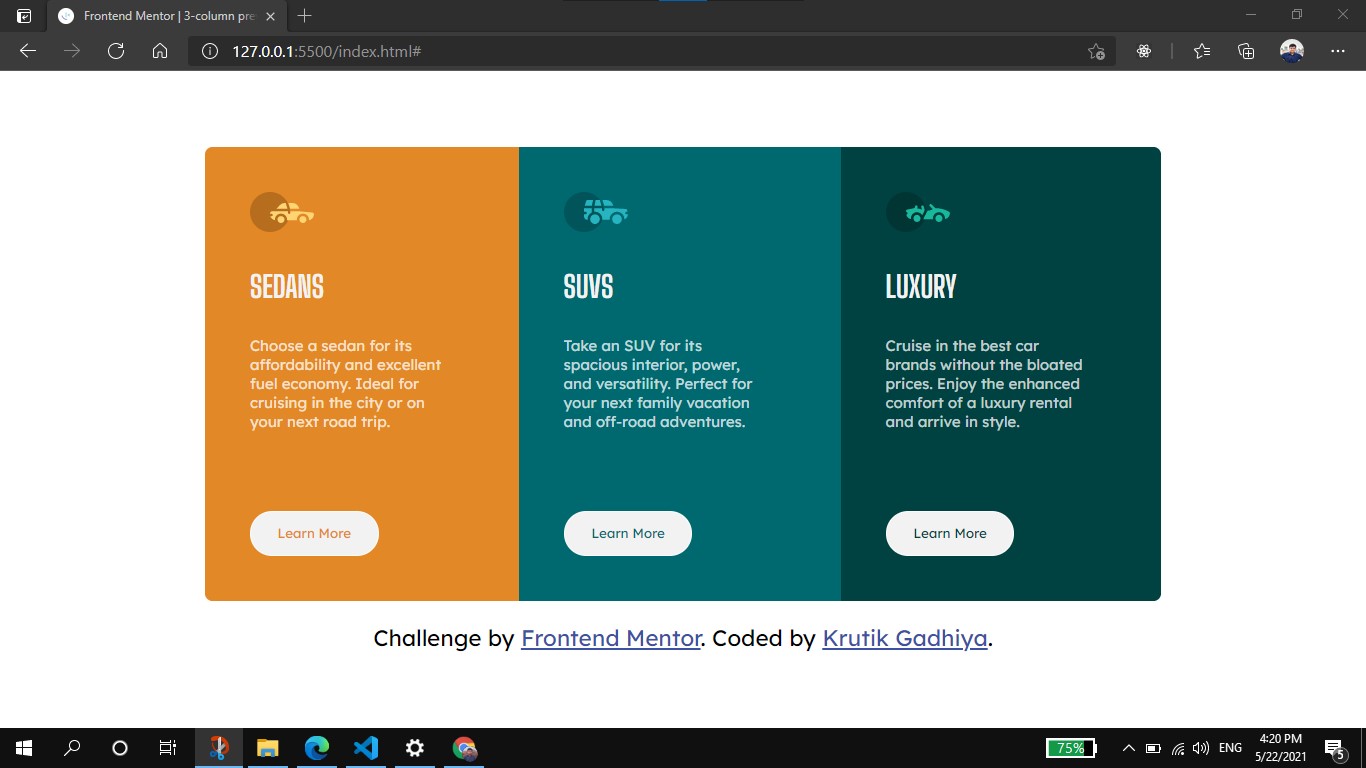 Frontend Mentor | 3-column pre
127.0.0.1:5500/index.html#
SEDANS
Choose a sedan for its
affordability and excellent
fuel economy. Ideal for
cruising in the city or on
your next road trip.
Learn More
SUVS
Take an SUV for its
spacious interior, power,
and versatility. Perfect for
your next family vacation
and off-road adventures.
Learn More
LUXURY
Cruise in the best car
brands without the bloated
prices. Enjoy the enhanced
comfort of a luxury rental
and arrive in style.
Learn More
Challenge by Frontend Mentor. Coded by Krutik Gadhiya.
75%
ENG
4:20 PM
5/22/2021
5